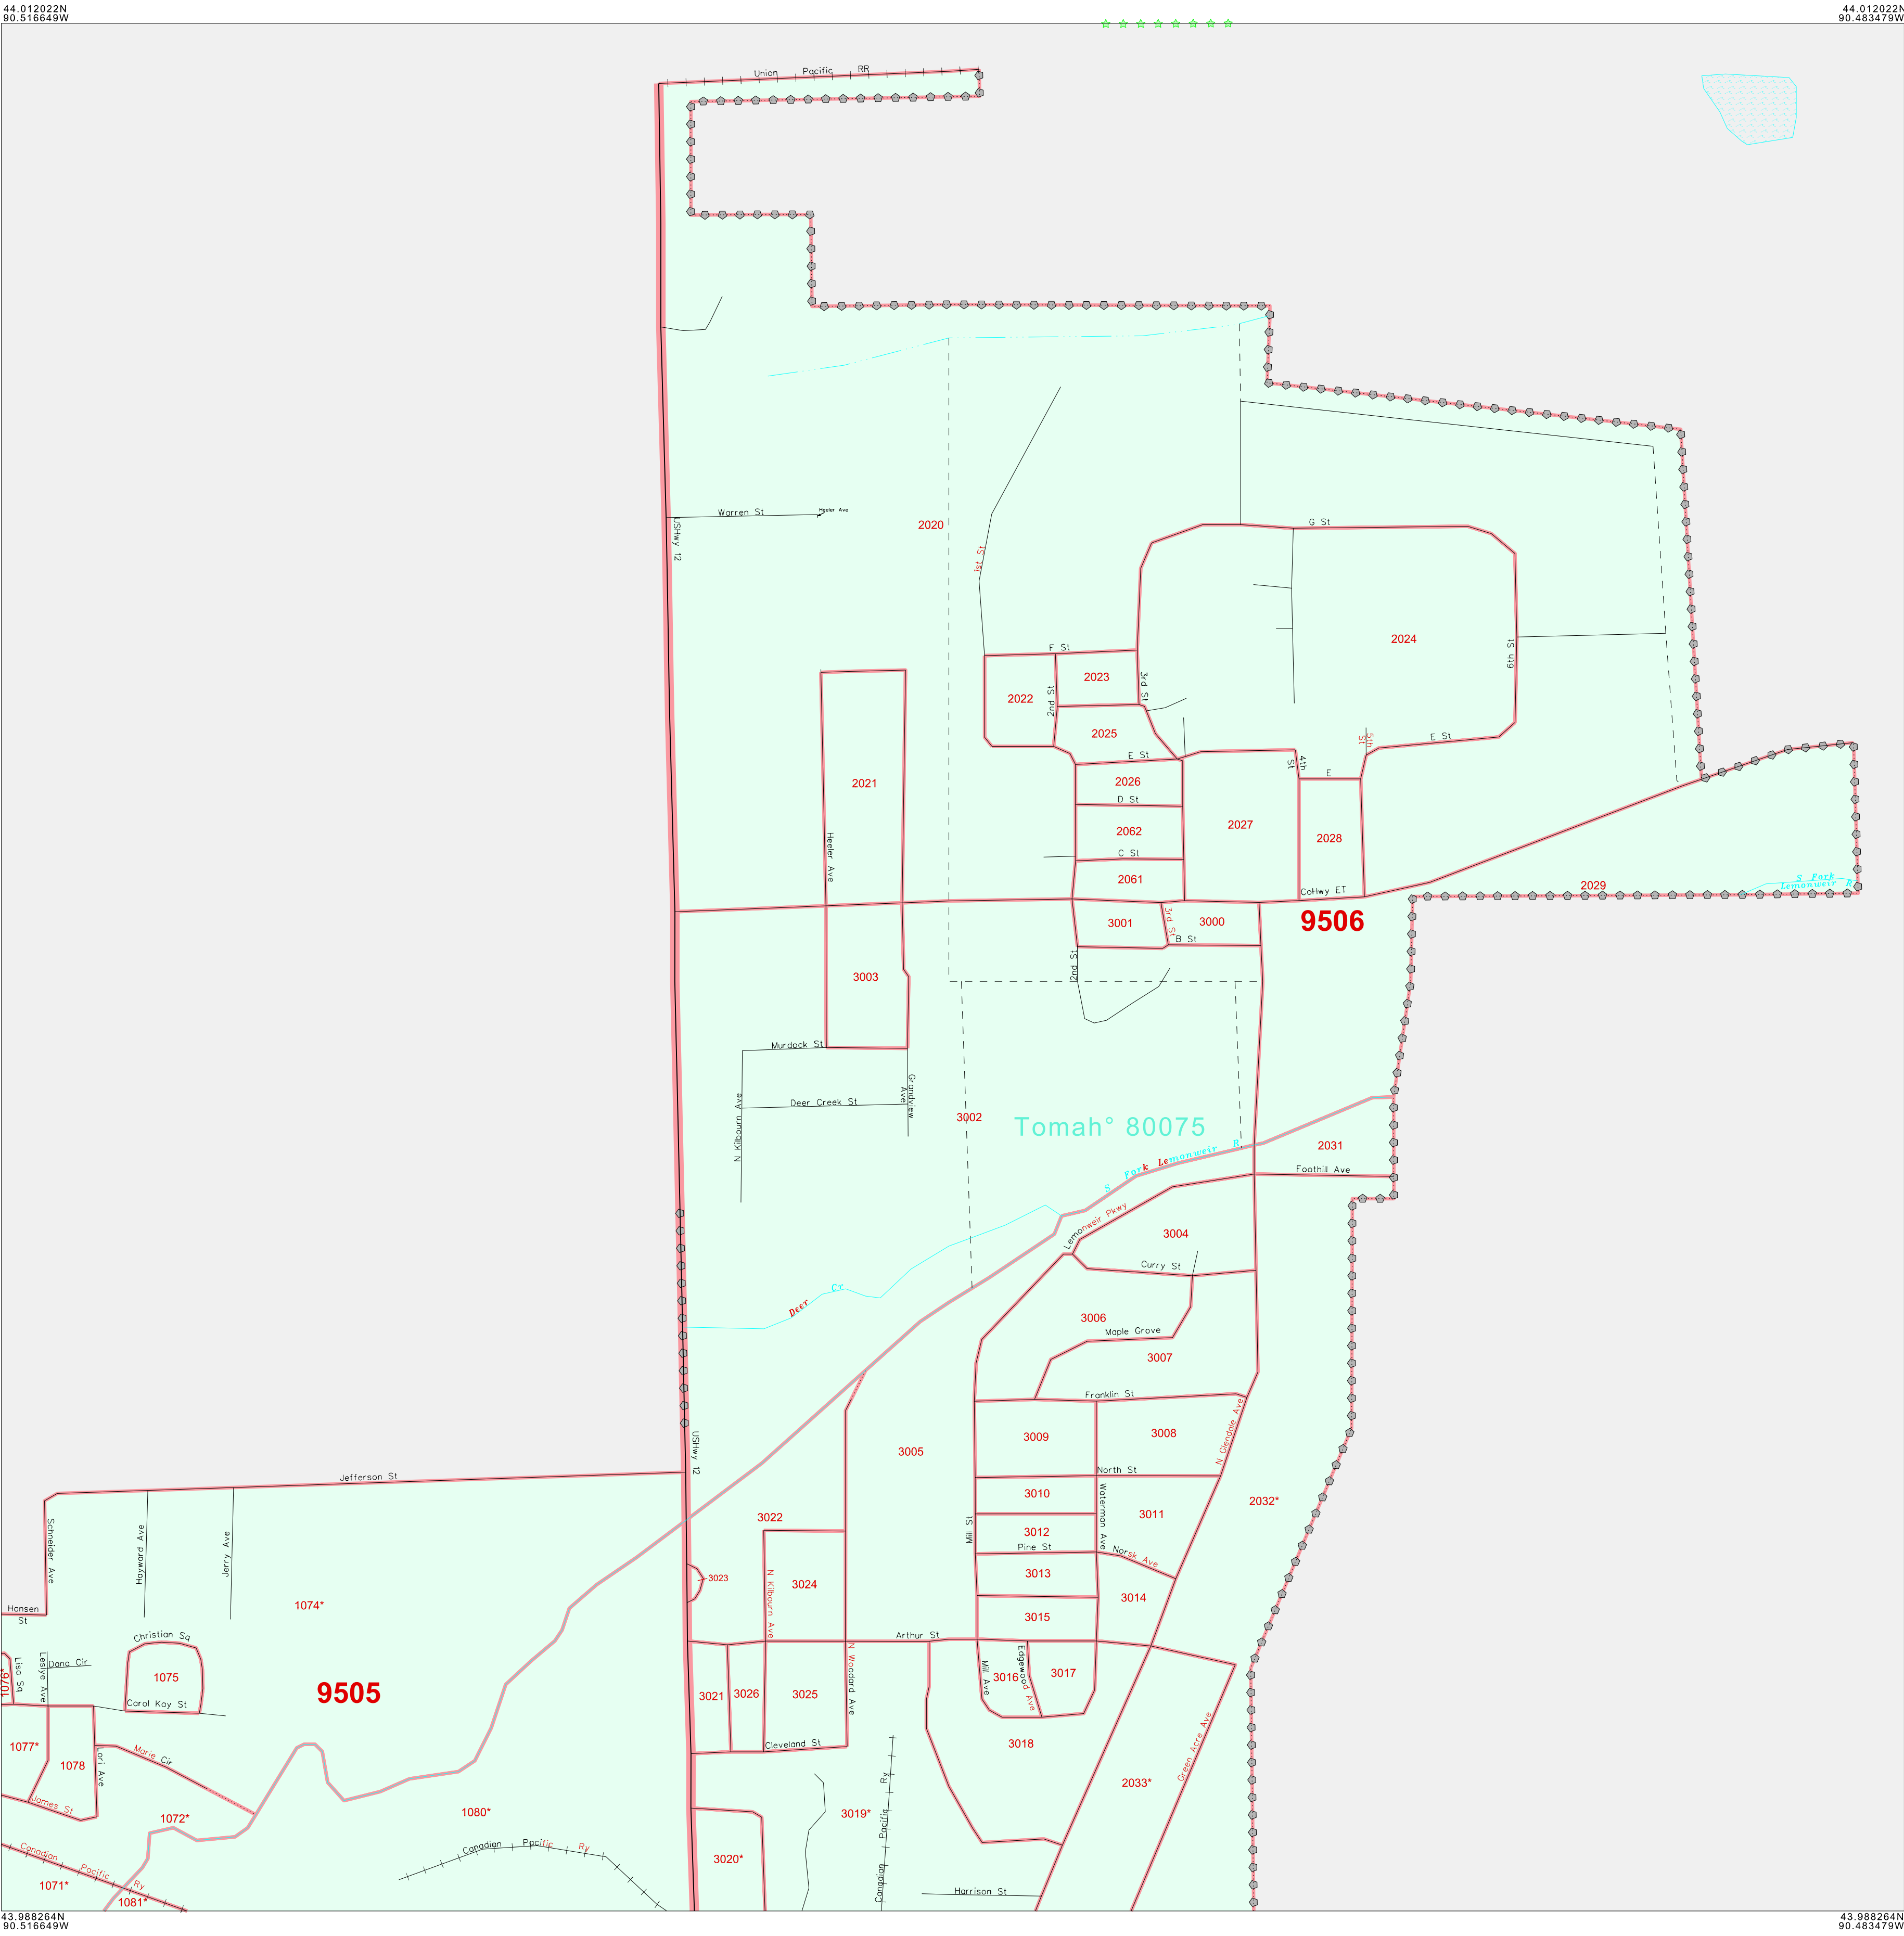 44.012022N
90.516649W
44.012022N
90.483479W
Union Pacific RR
Warren St
Heeler Ave
USHwy 12
2020
1st St
G St
2024
6th St
F St
2023
3rd St
2022
2nd St
2025
E St
5th
St
E St
4th
St
E
2021
2026
D St
2027
2028
2062
C St
2061
Heeler Ave
CoHwy ET
2029
S Fork
Lemonweir R
9506
3001
3rd St
3000
B St
2nd St
3003
Murdock St
Grandview
Ave
Deer Creek St
N Kilbourn Ave
3002
Tomah° 80075
S Fork Lemonweir R
2031
Foothill Ave
Lemonweir Pkwy
3004
Curry St
Deer Cr
3006
Maple Grove
3007
Franklin St
N Glendale Ave
3009
3008
3005
USHwy 12
North St
Jefferson St
3010
2032*
Waterman Ave
3011
3022
Mill St
3012
Schneider Ave
Hayward Ave
Jerry Ave
Pine St
Norsk Ave
3023
3024
N Kilbourn Ave
3013
3014
1074*
Hansen
St
3015
Christian Sq
Arthur St
Dana Cir
Leslye Ave
Lisa Sq
1076*
1075
N Woodard Ave
Mill Ave
3016
Edgewood Ave
3017
9505
3021
3026
3025
Carol Kay St
Cleveland St
3018
Green Acre Ave
1077*
1078
Lori Ave
Marie Cir
2033*
James St
1072*
1080*
3019*
Canadian Pacific Ry
Canadian Pacific Ry
Canadian Pacific Ry
3020*
1071*
1081*
Harrison St
43.988264N
90.516649W
43.988264N
90.483479W